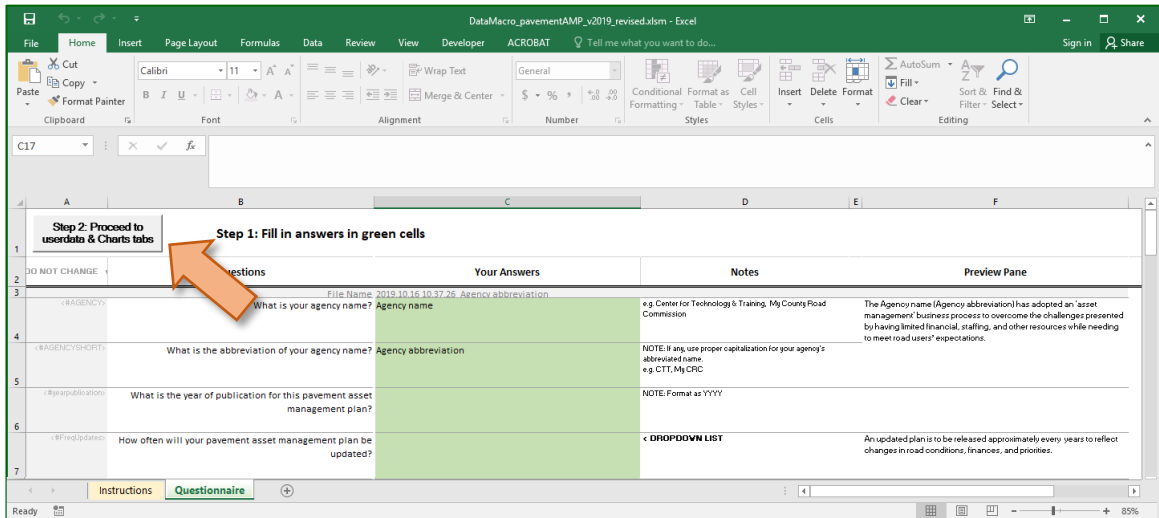 DataMacro_pavementAMP_v2019_revised.xlsm - Excel
File Home Insert Page Layout Formulas Data Review View Developer ACROBAT Tell me what you want to do... Sign in Share
Paste
Cut
Copy
Format Painter
Clipboard
Calibri 11
B I U
Font
Wrap Text
Merge & Center
Alignment
General
$ % ,
Number
Conditional Formatting
Format as Table
Cell Styles
Styles
Insert Delete Format
Cells
AutoSum
Fill
Clear
Sort & Filter
Find & Select
Editing
C17 fx
A B C D E F
1 Step 2: Proceed to
userdata & Charts tabs
Step 1: Fill in answers in green cells
2 DO NOT CHANGE estions Your Answers Notes Preview Pane
3 File Name 2019.10.16 10.37.26 Agency abbreviation
4 <#AGENCY> What is your agency name? Agency name
e.g. Center for Technology & Training, My County Road
Commission
The Agency name (Agency abbreviation) has adopted an 'asset
management' business process to overcome the challenges presented
by having limited financial, staffing, and other resources while needing
to meet road users' expectations.
5 <#AGENCYSHORT> What is the abbreviation of your agency name? Agency abbreviation
NOTE: If any, use proper capitalization for your agency's
abbreviated name.
e.g. CTT, My CRC
6 <#yearpublication> What is the year of publication for this pavement asset
management plan?
NOTE: Format as YYYY
7 <#FreqUpdates> How often will your pavement asset management plan be
updated?
< DROPDOWN LIST
An updated plan is to be released approximately every years to reflect
changes in road conditions, finances, and priorities.
Instructions Questionnaire
Ready 85%